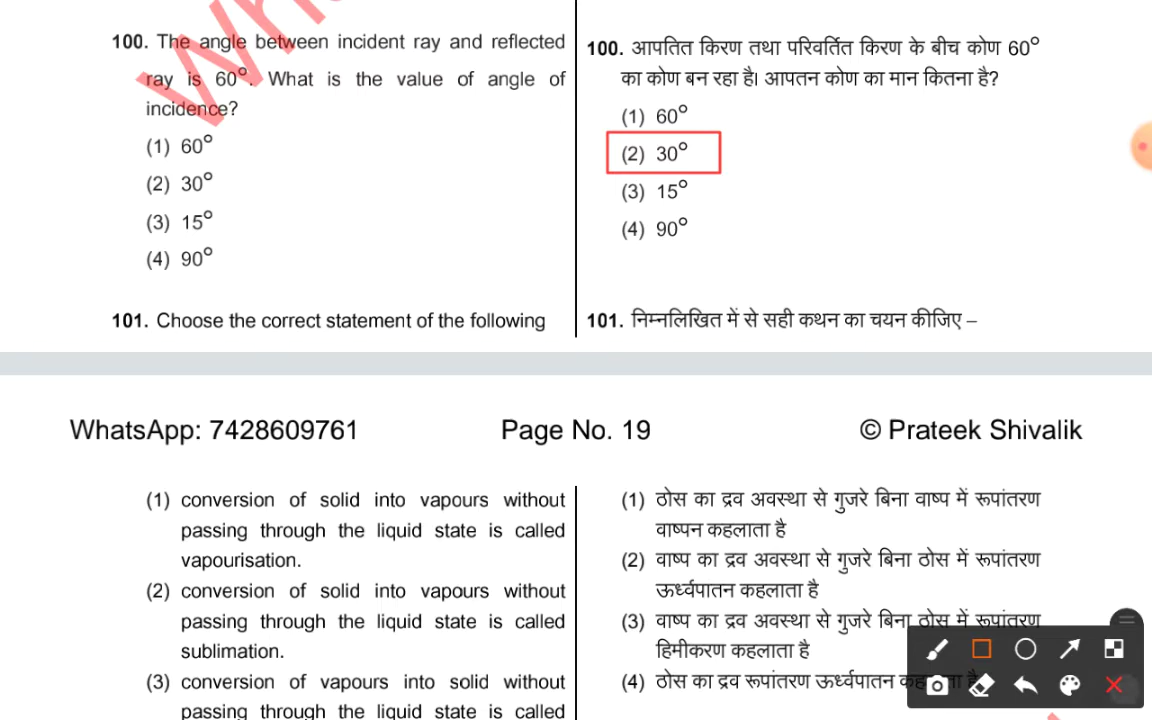 100. The angle between incident ray and reflected
ray is 60°. What is the value of angle of
incidence?
(1) 60°
(2) 30°
(3) 15°
(4) 90°
101. Choose the correct statement of the following
100. आपतित किरण तथा परिवर्तित किरण के बीच कोण 60°
का कोण बन रहा है। आपतन कोण का मान कितना है?
(1) 60°
(2) 30°
(3) 15°
(4) 90°
101. निम्नलिखित में से सही कथन का चयन कीजिए –
WhatsApp: 7428609761 Page No. 19 © Prateek Shivalik
(1) conversion of solid into vapours without
passing through the liquid state is called
vapourisation.
(2) conversion of solid into vapours without
passing through the liquid state is called
sublimation.
(3) conversion of vapours into solid without
passing through the liquid state is called
(1) ठोस का द्रव अवस्था से गुजरे बिना वाष्प में रूपांतरण
वाष्पन कहलाता है
(2) वाष्प का द्रव अवस्था से गुजरे बिना ठोस में रूपांतरण
ऊर्ध्वपातन कहलाता है
(3) वाष्प का द्रव अवस्था से गुजरे बिना ठोस में रूपांतरण
हिमीकरण कहलाता है
(4) ठोस का द्रव रूपांतरण ऊर्ध्वपातन